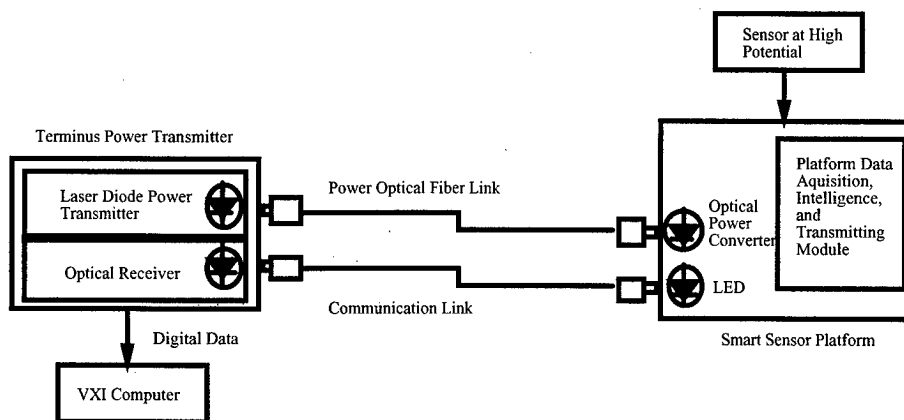 Sensor at High
Potential
Terminus Power Transmitter
Laser Diode Power
Transmitter
Optical Receiver
Power Optical Fiber Link
Communication Link
Optical
Power
Converter
LED
Platform Data
Aquisition,
Intelligence,
and
Transmitting
Module
Smart Sensor Platform
Digital Data
VXI Computer